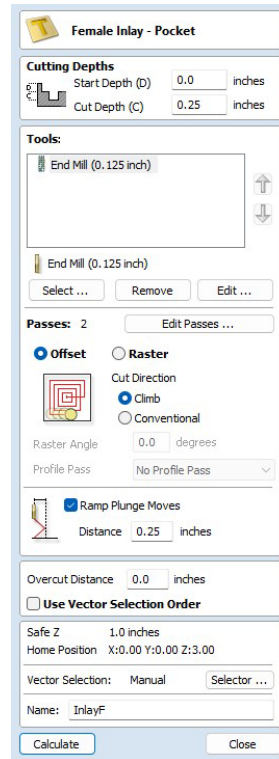 Female Inlay - Pocket
Cutting Depths
Start Depth (D) 0.0 inches
Cut Depth (C) 0.25 inches
Tools:
End Mill (0.125 inch)
End Mill (0.125 inch)
Select ... Remove Edit ...
Passes: 2 Edit Passes ...
Offset Raster
Cut Direction
Climb
Conventional
Raster Angle 0.0 degrees
Profile Pass No Profile Pass
Ramp Plunge Moves
Distance 0.25 inches
Overcut Distance 0.0 inches
Use Vector Selection Order
Safe Z 1.0 inches
Home Position X:0.00 Y:0.00 Z:3.00
Vector Selection: Manual Selector ...
Name: InlayF
Calculate Close